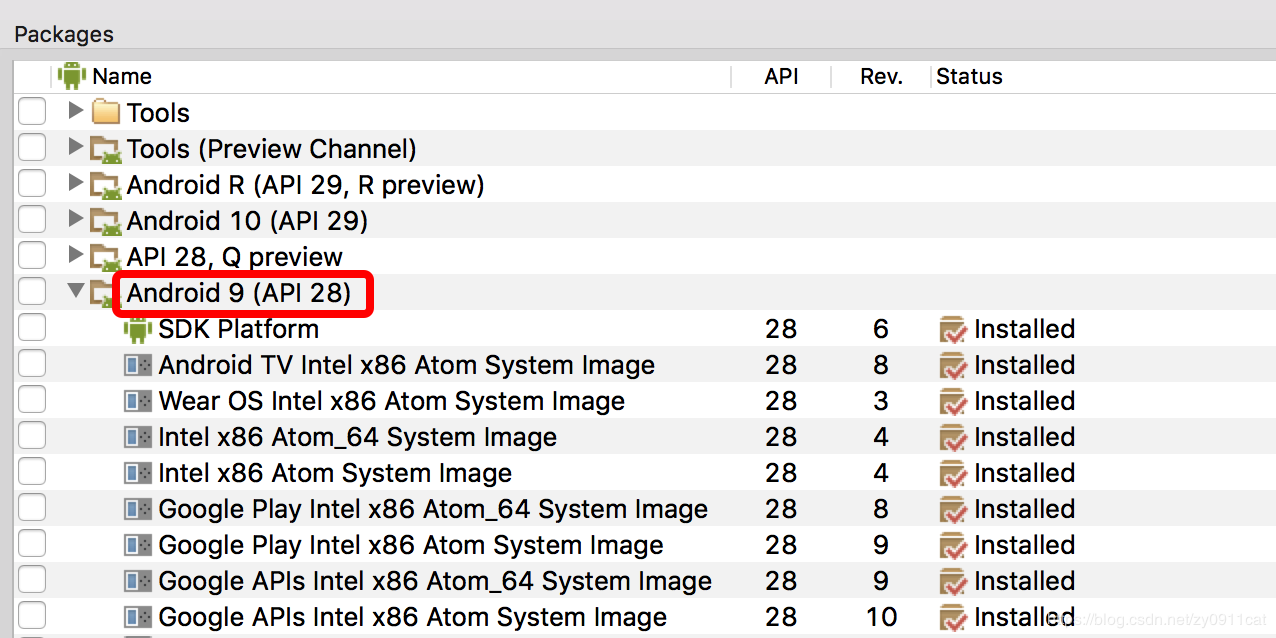 Packages
Name API Rev. Status
Tools
Tools (Preview Channel)
Android R (API 29, R preview)
Android 10 (API 29)
API 28, Q preview
Android 9 (API 28)
SDK Platform 28 6 Installed
Android TV Intel x86 Atom System Image 28 8 Installed
Wear OS Intel x86 Atom System Image 28 3 Installed
Intel x86 Atom_64 System Image 28 4 Installed
Intel x86 Atom System Image 28 4 Installed
Google Play Intel x86 Atom_64 System Image 28 8 Installed
Google Play Intel x86 Atom System Image 28 9 Installed
Google APIs Intel x86 Atom_64 System Image 28 9 Installed
Google APIs Intel x86 Atom System Image 28 10 Installed
https://blog.csdn.net/zy0911cat